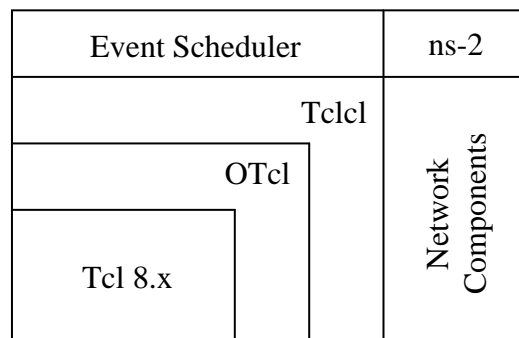 Event Scheduler
ns-2
Tclcl
OTcl
Tcl 8.x
Network
Components